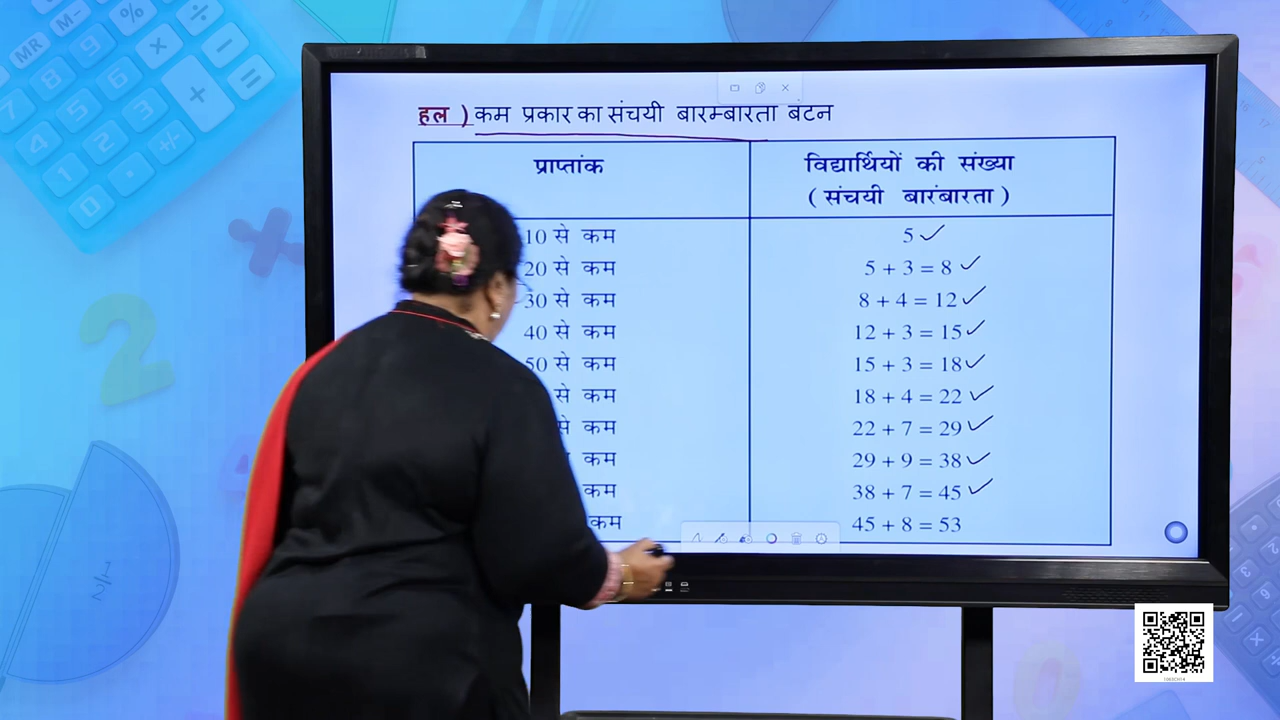 हल ) कम प्रकार का संचयी बारम्बारता बंटन
प्राप्तांक
विद्यार्थियों की संख्या
( संचयी बारंबारता )
10 से कम 5 ✓
20 से कम 5 + 3 = 8 ✓
30 से कम 8 + 4 = 12 ✓
40 से कम 12 + 3 = 15 ✓
50 से कम 15 + 3 = 18 ✓
से कम 18 + 4 = 22 ✓
से कम 22 + 7 = 29 ✓
कम 29 + 9 = 38 ✓
कम 38 + 7 = 45 ✓
कम 45 + 8 = 53